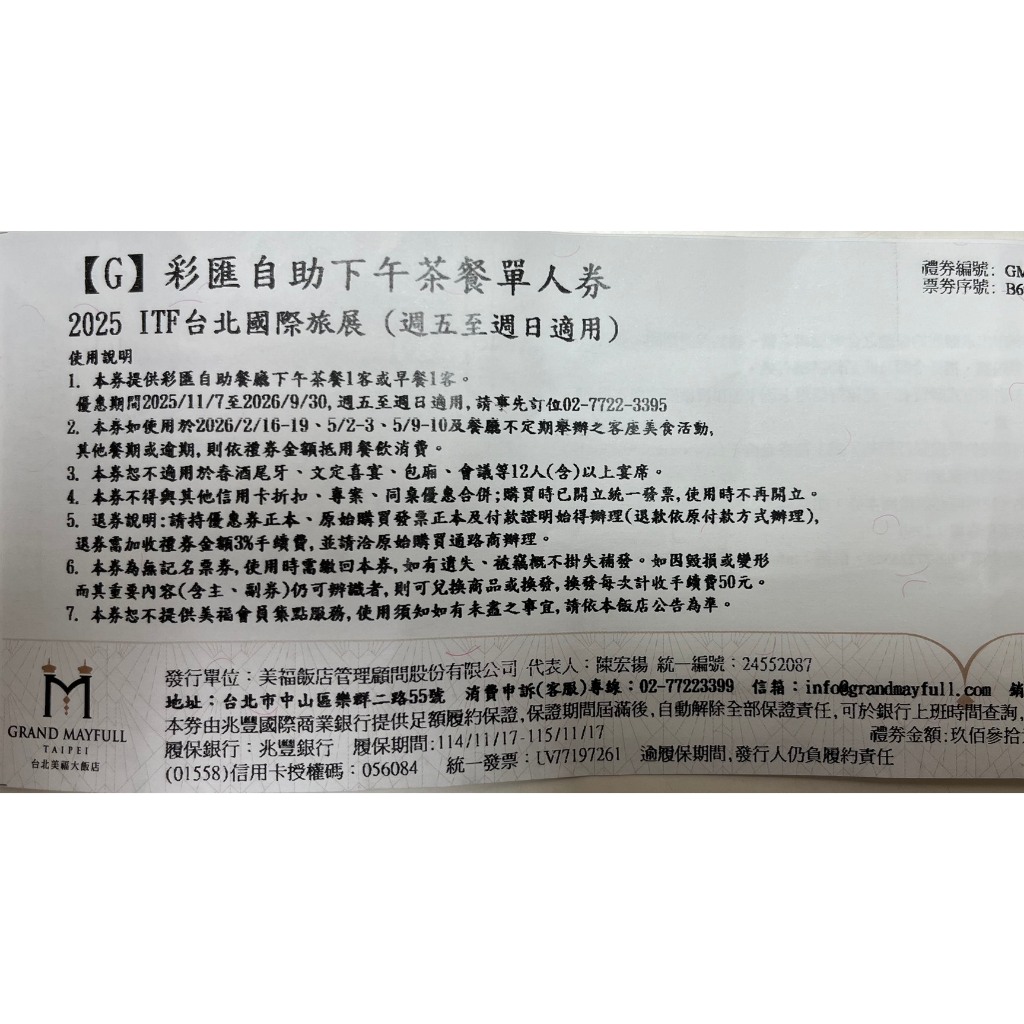 【G】彩匯自助下午茶餐單人券
2025 ITF台北國際旅展 (週五至週日適用)
禮券編號: GM
票券序號: B6
使用說明
1. 本券提供彩匯自助餐廳下午茶餐1客或早餐1客。
優惠期間2025/11/7至2026/9/30,週五至週日適用,請事先訂位02-7722-3395
2. 本券如使用於2026/2/16-19、5/2-3、5/9-10及餐廳不定期舉辦之客座美食活動,
其他餐期或逾期,則依禮券金額抵用餐飲消費。
3. 本券恕不適用於春酒尾牙、文定喜宴、包廂、會議等12人(含)以上宴席。
4. 本券不得與其他信用卡折扣、專案、同桌優惠合併;購買時已開立統一發票,使用時不再開立。
5. 退券說明:請持優惠券正本、原始購買發票正本及付款證明始得辦理(退款依原付款方式辦理),
退券需加收禮券金額3%手續費,並請洽原始購買通路商辦理。
6. 本券為無記名票券,使用時需繳回本券,如有遺失、被竊概不掛失補發。如因毀損或變形
而其重要內容(含主、副券)仍可辨識者,則可兌換商品或換發,換發每次計收手續費50元。
7. 本券恕不提供美福會員集點服務,使用須知如有未盡之事宜,請依本飯店公告為準。
GRAND MAYFULL
TAIPEI
台北美福大飯店
發行單位:美福飯店管理顧問股份有限公司 代表人:陳宏揚 統一編號:24552087
地址:台北市中山區樂群二路55號 消費申訴(客服)專線:02-77223399 信箱:info@grandmayfull.com 銷
本券由兆豐國際商業銀行提供足額履約保證,保證期間屆滿後,自動解除全部保證責任,可於銀行上班時間查詢,
履保銀行:兆豐銀行 履保期間:114/11/17-115/11/17 禮券金額:玖佰參拾
(01558)信用卡授權碼:056084 統一發票:UV77197261 逾履保期間,發行人仍負履約責任